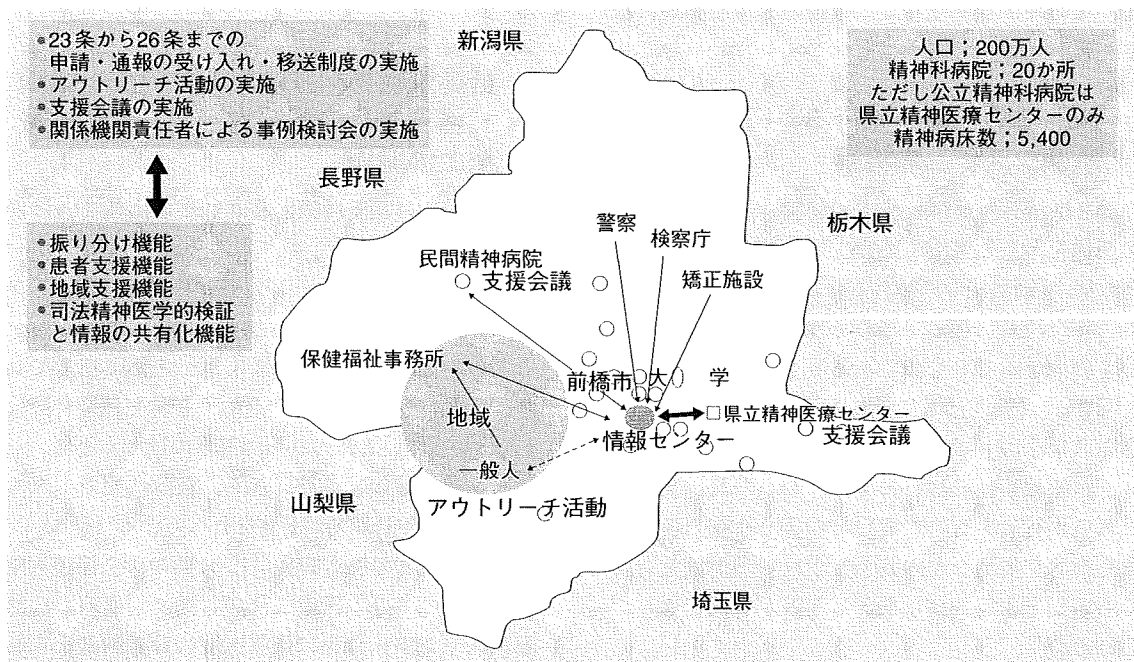 ●23条から26条までの
申請・通報の受け入れ・移送制度の実施
●アウトリーチ活動の実施
●支援会議の実施
●関係機関責任者による事例検討会の実施
●振り分け機能
●患者支援機能
●地域支援機能
●司法精神医学的検証
と情報の共有化機能
人口；200万人
精神科病院；20か所
ただし公立精神科病院は
県立精神医療センターのみ
精神病床数；5,400
新潟県
長野県
栃木県
警察
検察庁
矯正施設
民間精神病院
支援会議
保健福祉事務所
前橋市
大学
地域
県立精神医療センター
情報センター
支援会議
一般人
アウトリーチ活動
山梨県
埼玉県